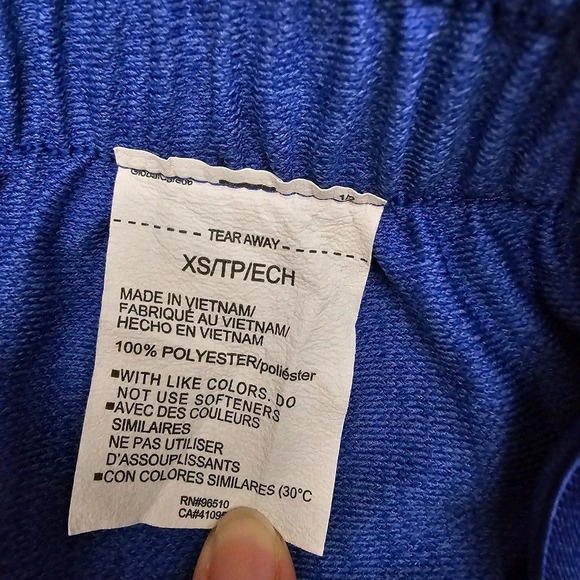 1/2
TEAR AWAY
XS/TP/ECH
MADE IN VIETNAM/
FABRIQUÉ AU VIETNAM/
HECHO EN VIETNAM
100% POLYESTER/poliéster
▪WITH LIKE COLORS. DO
NOT USE SOFTENERS
▪AVEC DES COULEURS
SIMILAIRES
NE PAS UTILISER
D'ASSOUPLISSANTS
▪CON COLORES SIMILARES (30°C
RN#96510